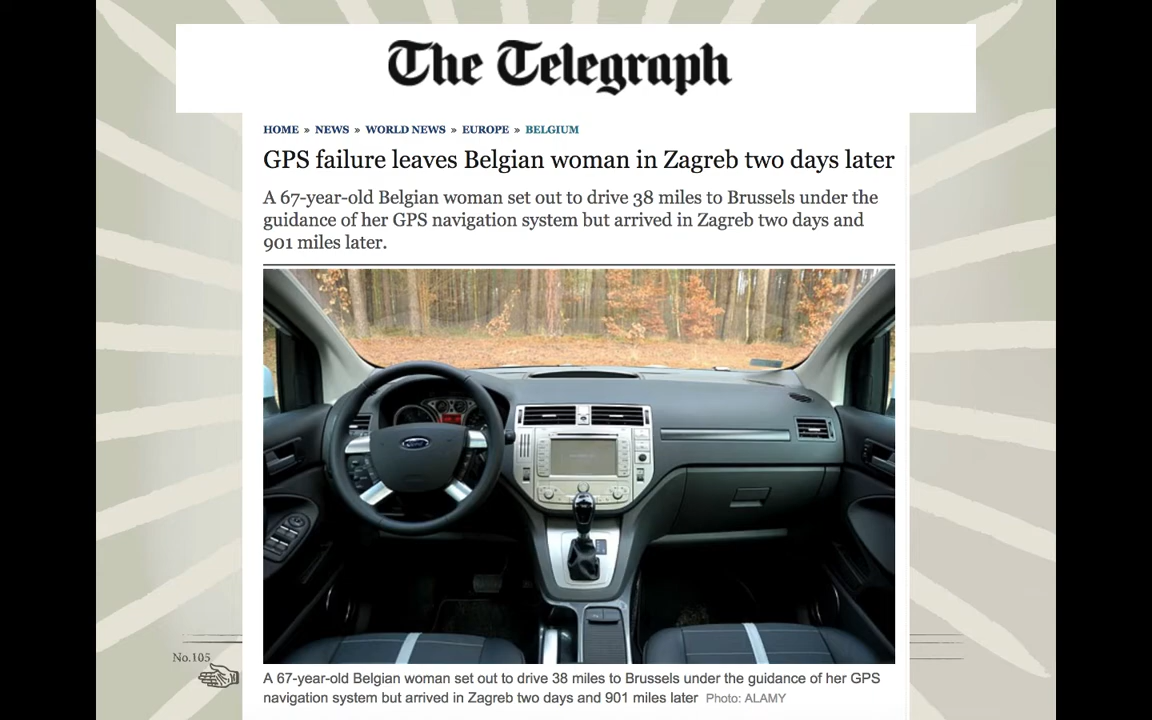 The Telegraph
HOME » NEWS » WORLD NEWS » EUROPE » BELGIUM
GPS failure leaves Belgian woman in Zagreb two days later
A 67-year-old Belgian woman set out to drive 38 miles to Brussels under the
guidance of her GPS navigation system but arrived in Zagreb two days and
901 miles later.
Ford
No.105
A 67-year-old Belgian woman set out to drive 38 miles to Brussels under the guidance of her GPS
navigation system but arrived in Zagreb two days and 901 miles later Photo: ALAMY